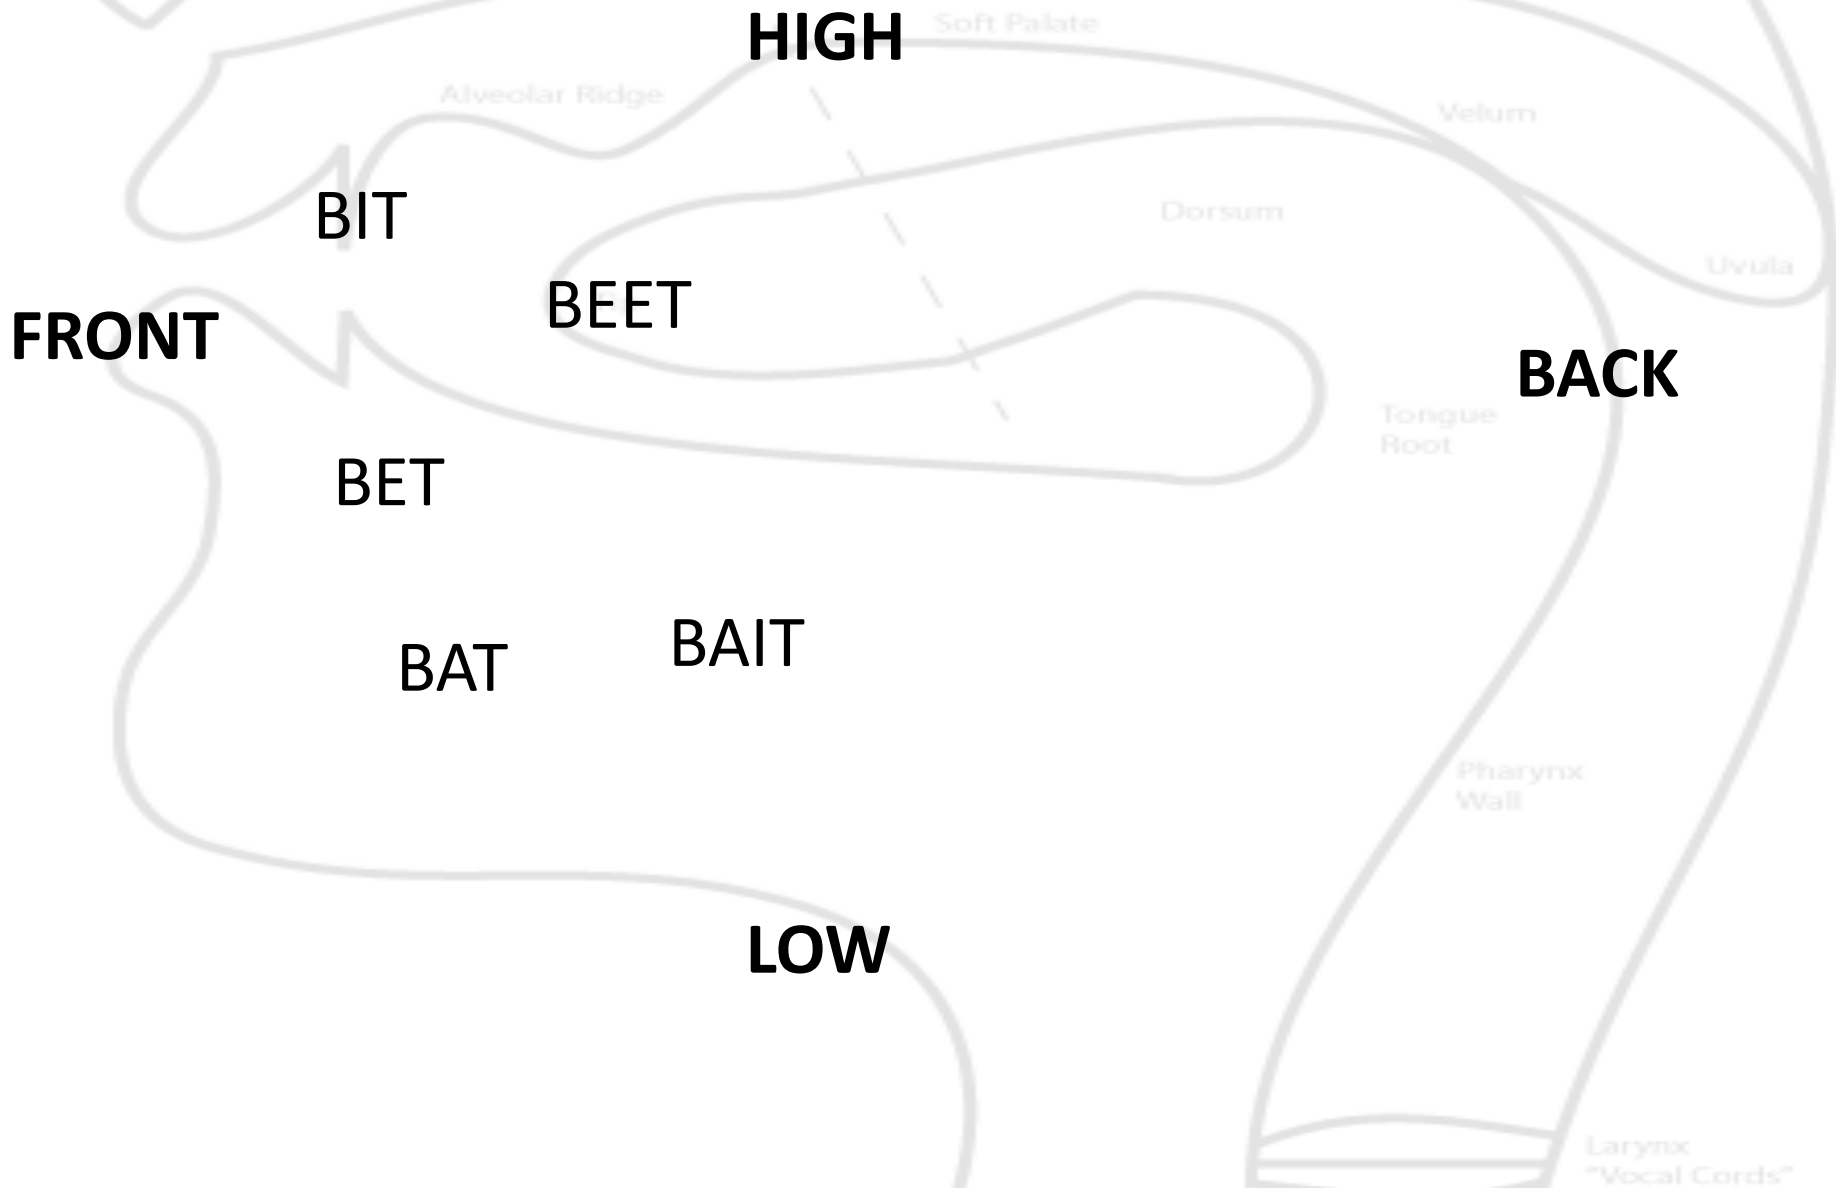 HIGH
Soft Palate
Alveolar Ridge
Velum
BIT
Dorsum
Uvula
BEET
FRONT
BACK
Tongue
Root
BET
BAIT
BAT
Pharynx
Wall
LOW
Larynx
"Vocal Cords"